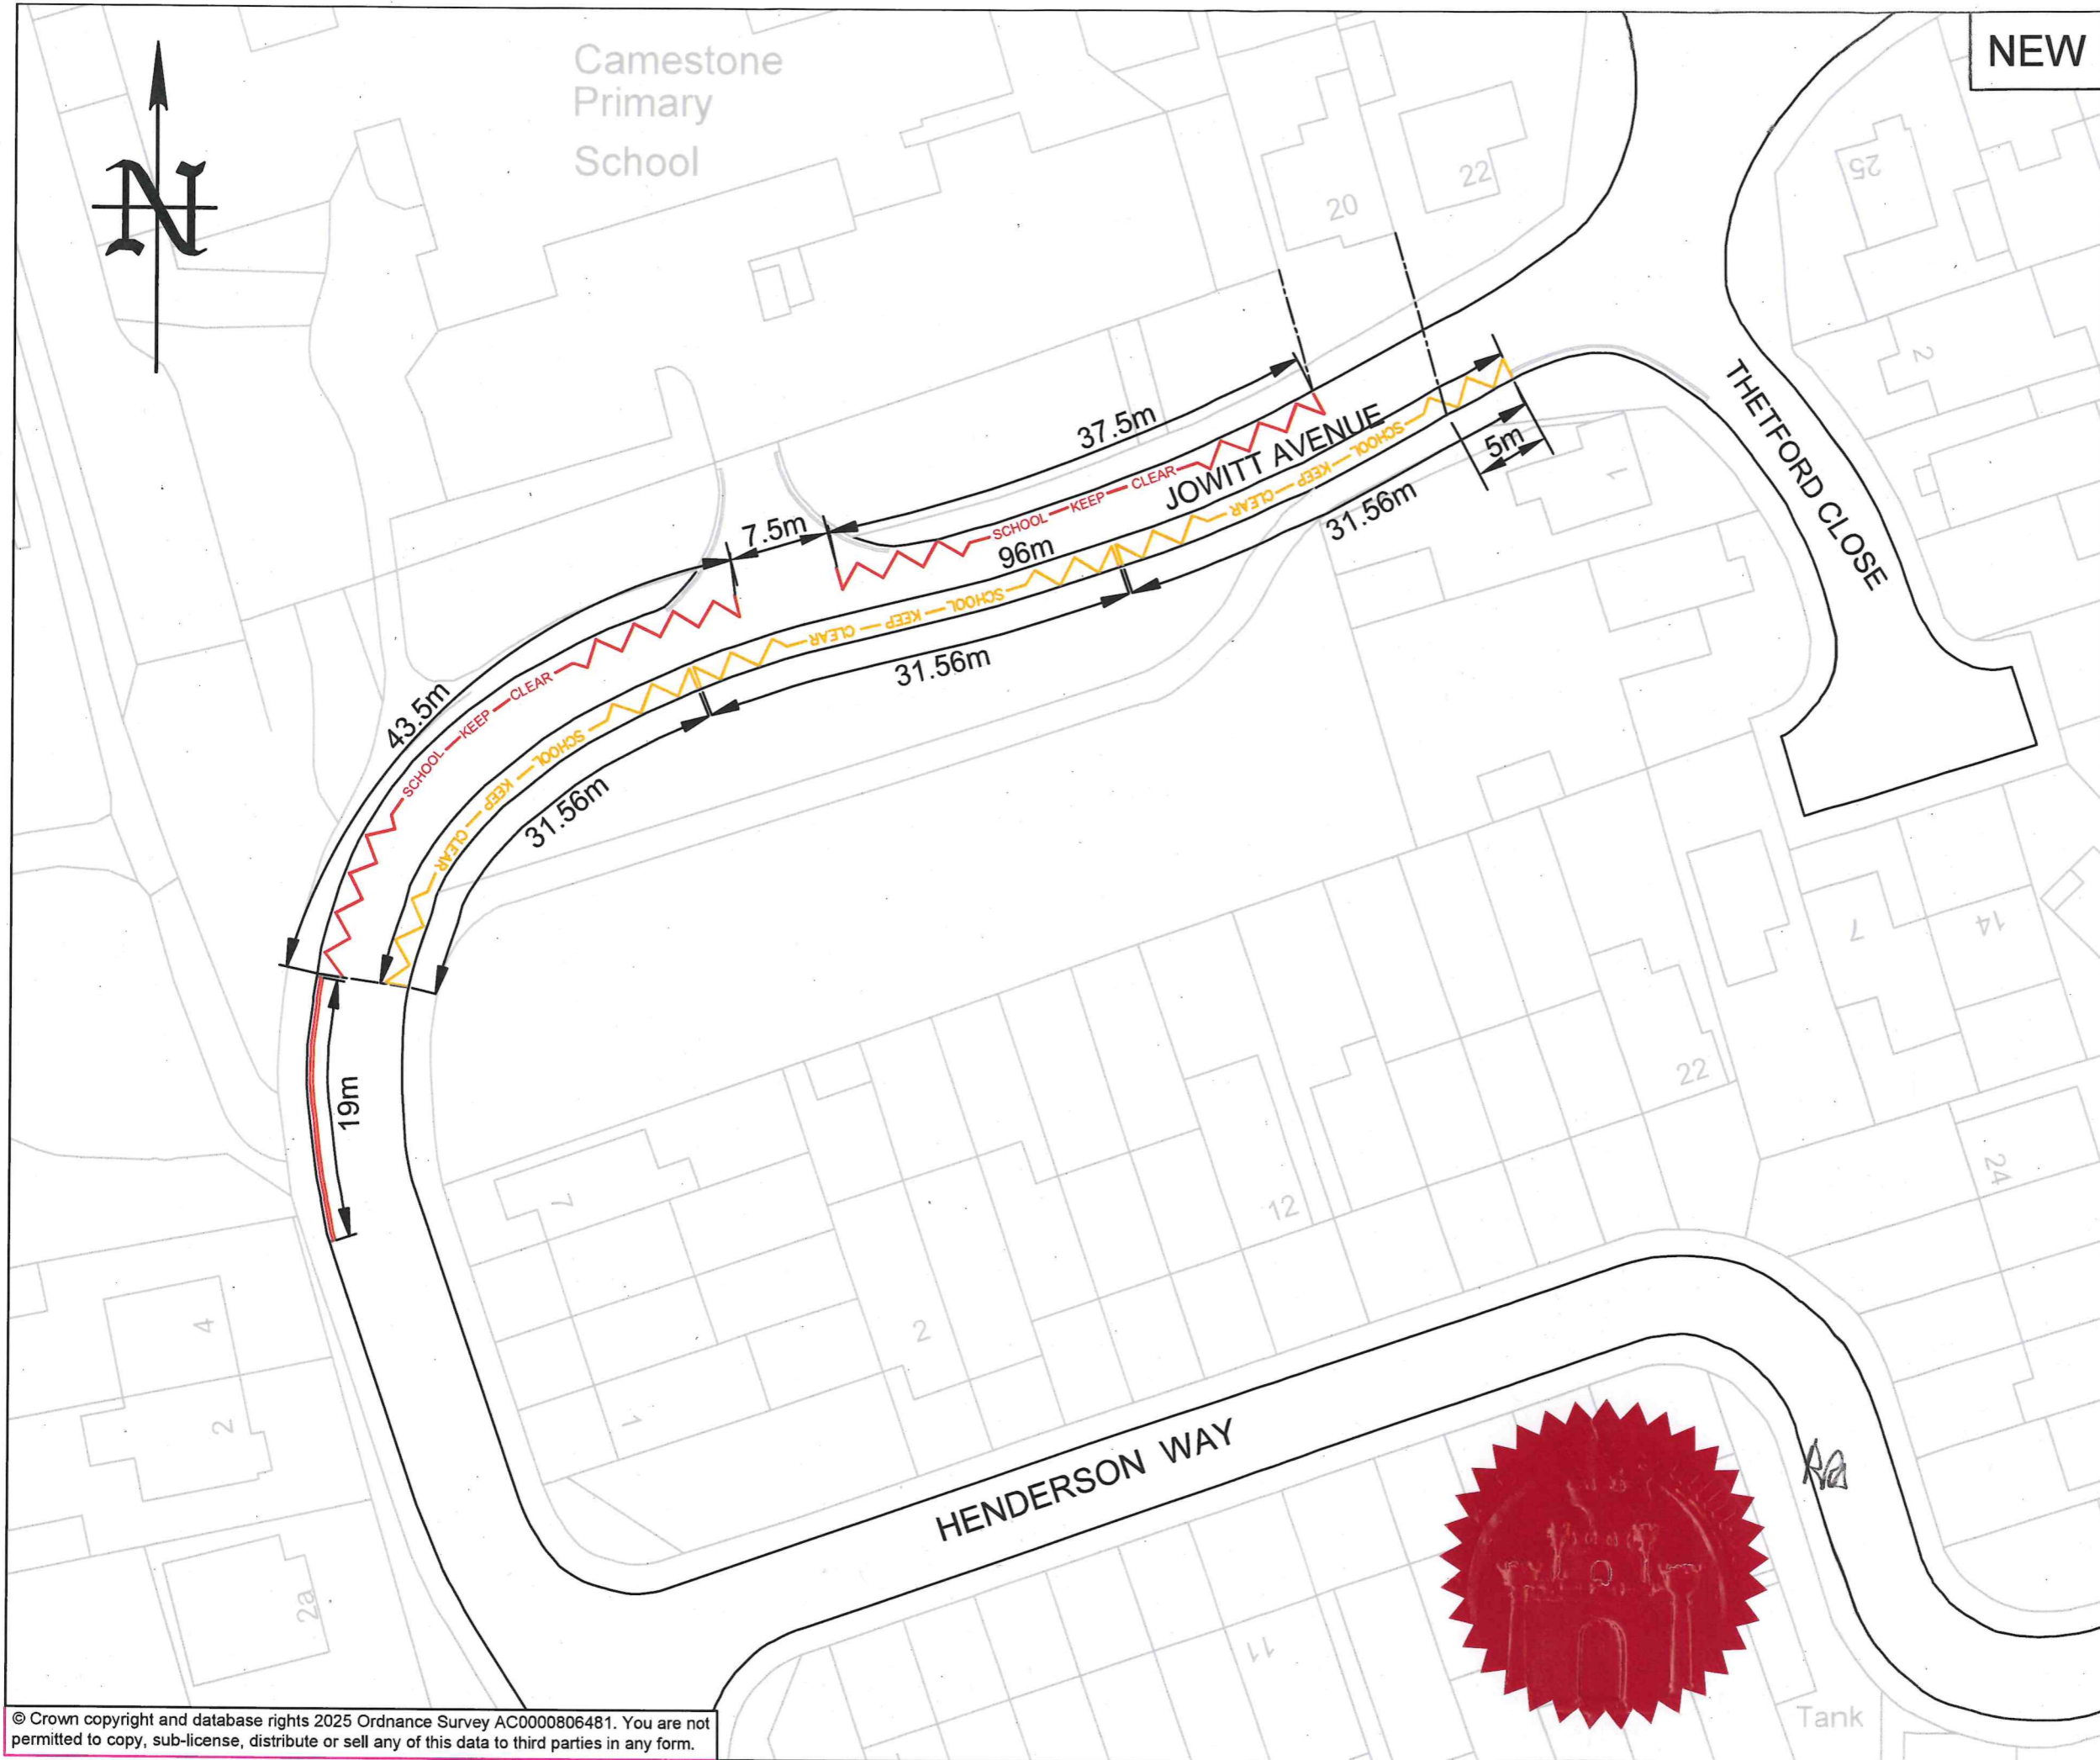 NEW
Camestone
Primary
School
N
25
22
20
2
THETFORD CLOSE
37.5m
JOWITT AVENUE
SCHOOL KEEP CLEAR
SCHOOL KEEP CLEAR
5m
1
7.5m
31.56m
96m
SCHOOL KEEP CLEAR
31.56m
43.5m
SCHOOL KEEP CLEAR
SCHOOL KEEP CLEAR
31.56m
7
14
19m
22
24
7
12
4
2
2
1
HENDERSON WAY
2a
11
Tank
© Crown copyright and database rights 2025 Ordnance Survey AC0000806481. You are not
permitted to copy, sub-license, distribute or sell any of this data to third parties in any form.